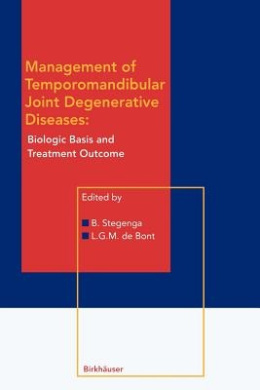 Management of
Temporomandibular
Joint Degenerative
Diseases:
Biologic Basis and
Treatment Outcome
Edited by
B. Stegenga
L.G.M. de Bont
Birkhäuser